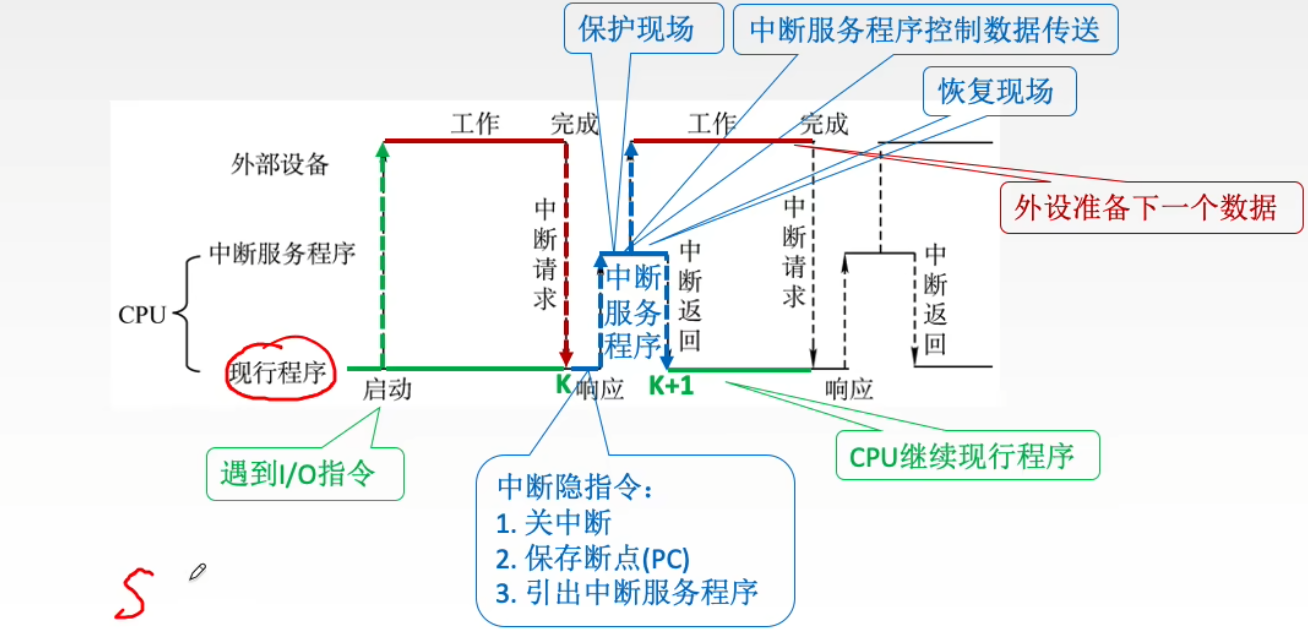 保护现场
中断服务程序控制数据传送
恢复现场
工作
完成
工作
完成
外部设备
外设准备下一个数据
中断请求
中断请求
中断服务程序
中断服务程序
中断返回
中断返回
CPU
现行程序
启动
K
响应
K+1
响应
遇到I/O指令
CPU继续现行程序
中断隐指令：
1. 关中断
2. 保存断点(PC)
3. 引出中断服务程序
S